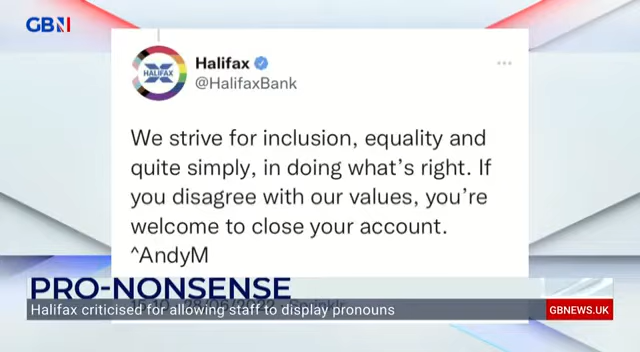 GBN
Halifax
@HalifaxBank
HALIFAX
We strive for inclusion, equality and
quite simply, in doing what's right. If
you disagree with our values, you're
welcome to close your account.
^AndyM
PRO-NONSENSE
Halifax criticised for allowing staff to display pronouns
GBNEWS.UK